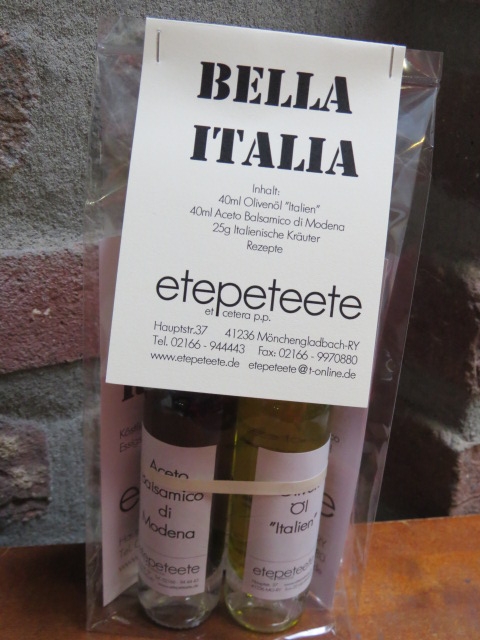 BELLA
ITALIA
Inhalt:
40ml Olivenöl "Italien"
40ml Aceto Balsamico di Modena
25g Italienische Kräuter
Rezepte
etepeteete
et cetera p.p.
Hauptstr.37 41236 Mönchengladbach-RY
Tel. 02166 - 944443 Fax: 02166 - 9970880
www.etepeteete.de etepeteete@t-online.de
Aceto
Balsamico
di
Modena
etepeteete
Öl
"Italien"
etepeteete